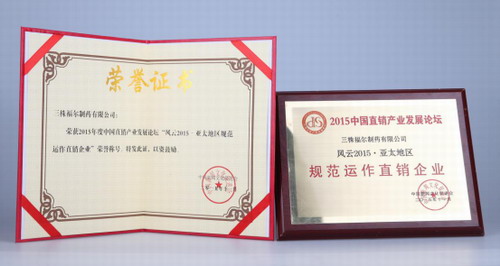 荣誉证书
三株福尔制药有限公司:
荣获2015年度中国直销产业发展论坛“风云2015·亚太地区规范
运作直销企业”荣誉称号,特发此证,以资鼓励
2015中国直销产业发展论坛
三株福尔制药有限公司
风云2015·亚太地区
规范运作直销企业